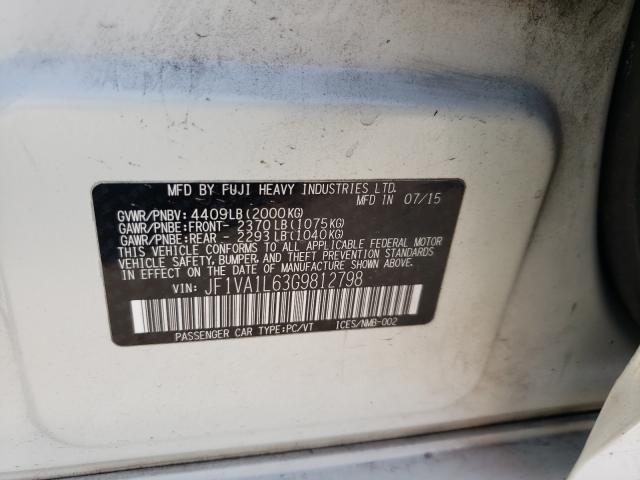 MFD BY FUJI HEAVY INDUSTRIES LTD.
MFD IN 07/15
GVWR/PNBV: 4409LB(2000KG)
GAWR/PNBE:FRONT- 2370LB(1075KG)
GAWR/PNBE:REAR - 2293LB(1040KG)
THIS VEHICLE CONFORMS TO ALL APPLICABLE FEDERAL MOTOR
VEHICLE SAFETY, BUMPER, AND THEFT PREVENTION STANDARDS
IN EFFECT ON THE DATE OF MANUFACTURE SHOWN ABOVE.
VIN: JF1VA1L63G9812798
PASSENGER CAR TYPE:PC/VT ICES/NMB-002